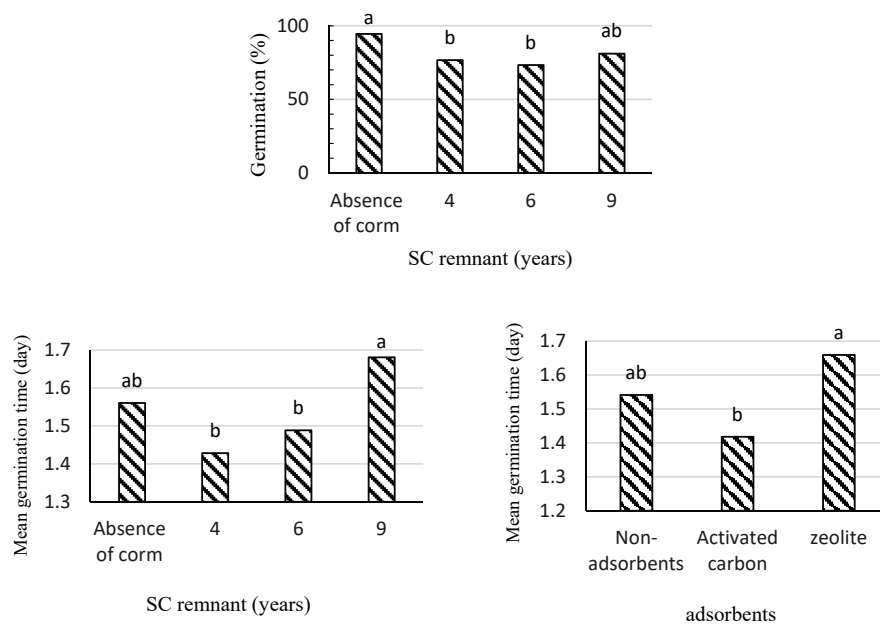 Germination (%)
100
50
0
a
b
b
ab
Absence of corm
4
6
9
SC remnant (years)
Mean germination time (day)
1.7
1.6
1.5
1.4
1.3
ab
b
b
a
Absence of corm
4
6
9
SC remnant (years)
Mean germination time (day)
1.7
1.6
1.5
1.4
1.3
1.2
ab
b
a
Non-
adsorbents
Activated
carbon
zeolite
adsorbents